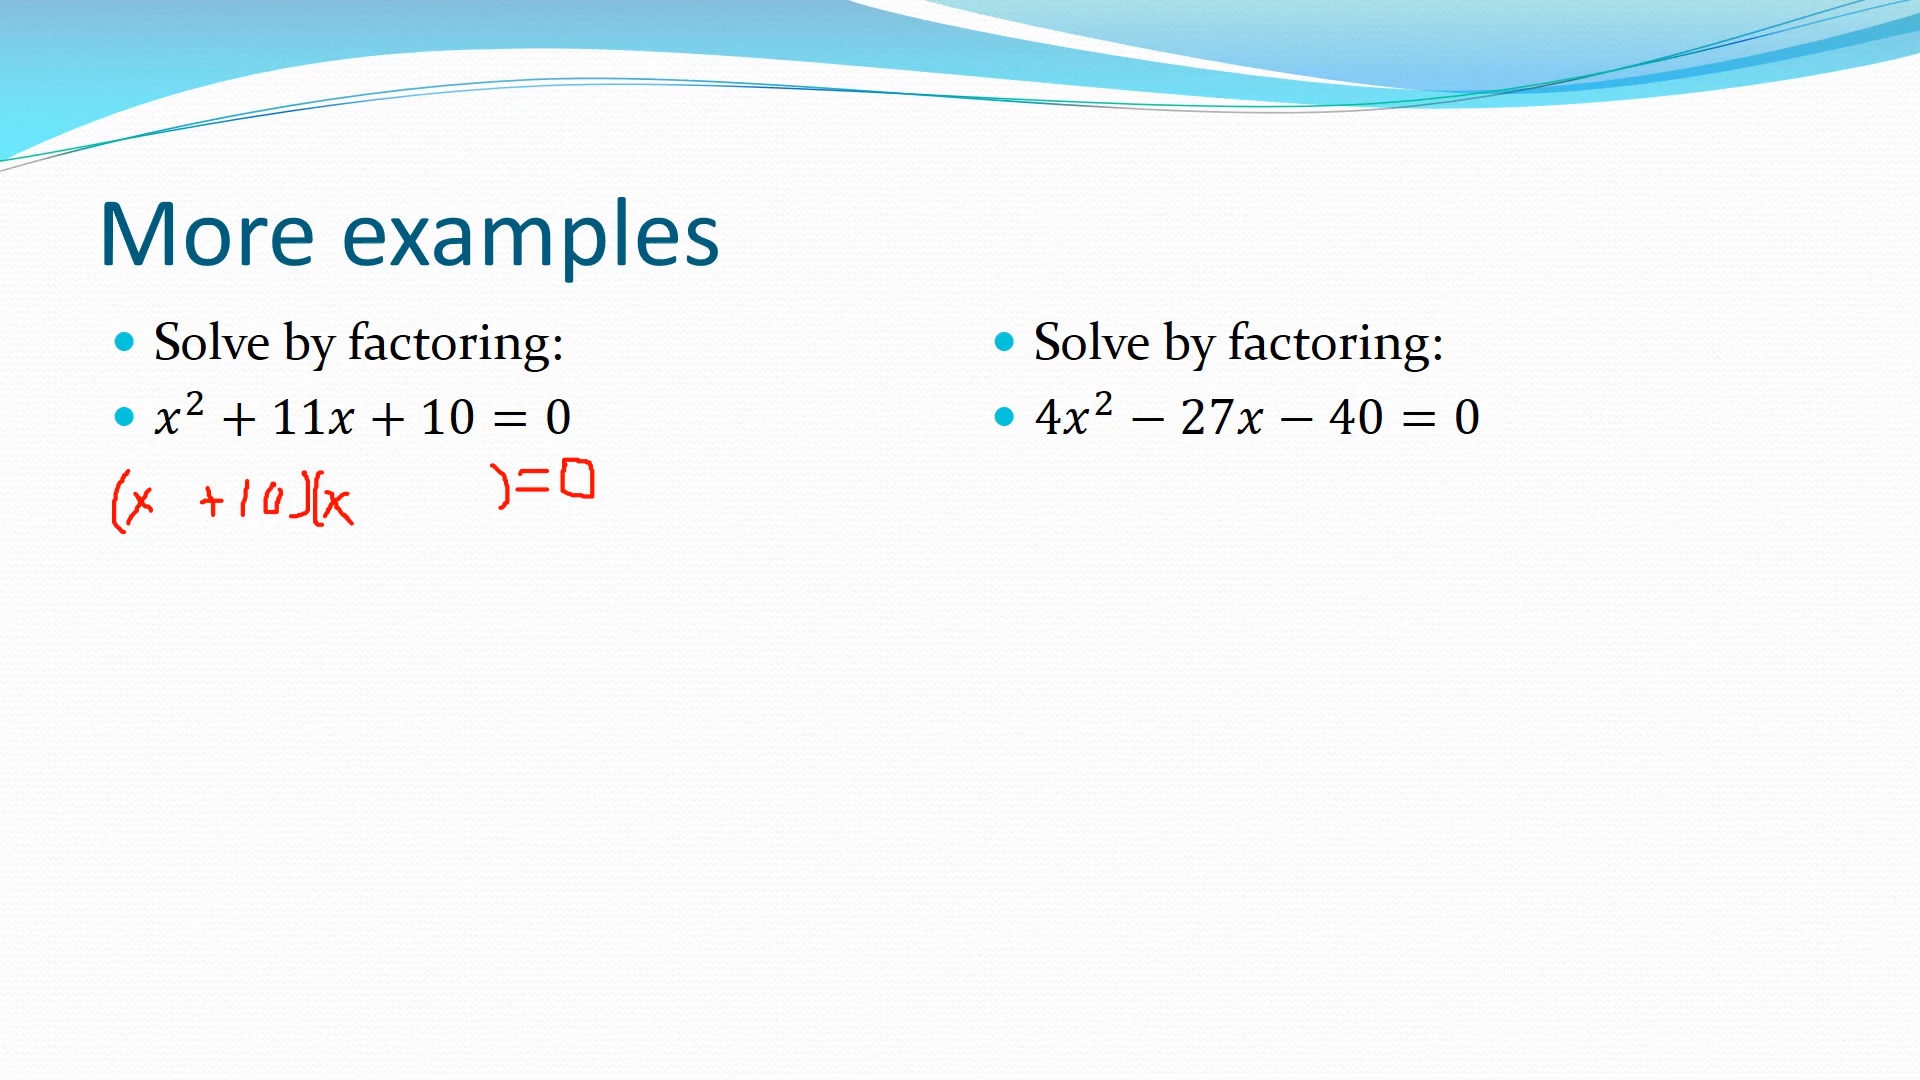 More examples
• Solve by factoring:
• x² + 11x + 10 = 0
(x +10)(x )=0
• Solve by factoring:
• 4x² − 27x − 40 = 0